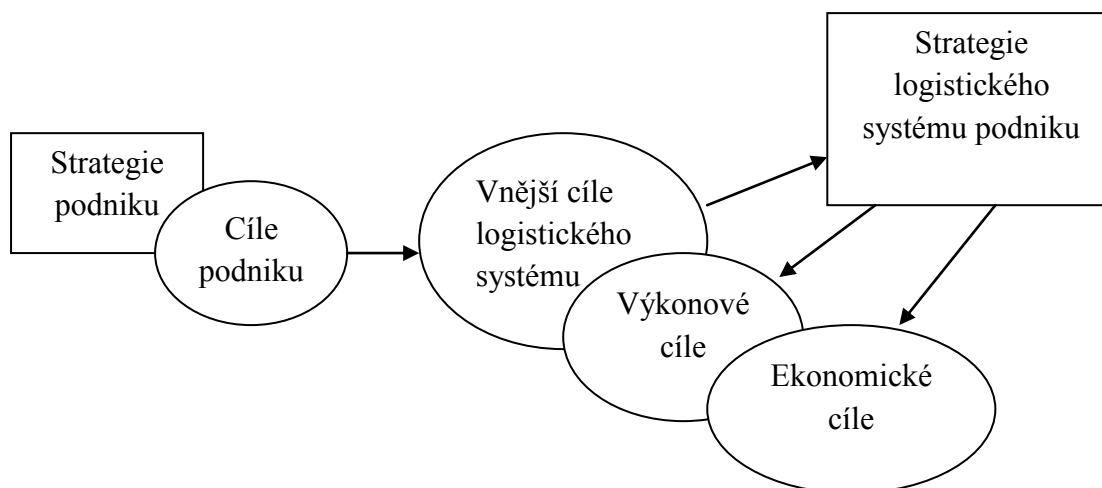 Strategie
podniku
Cíle
podniku
Vnější cíle
logistického
systému
Výkonové
cíle
Ekonomické
cíle
Strategie
logistického
systému podniku